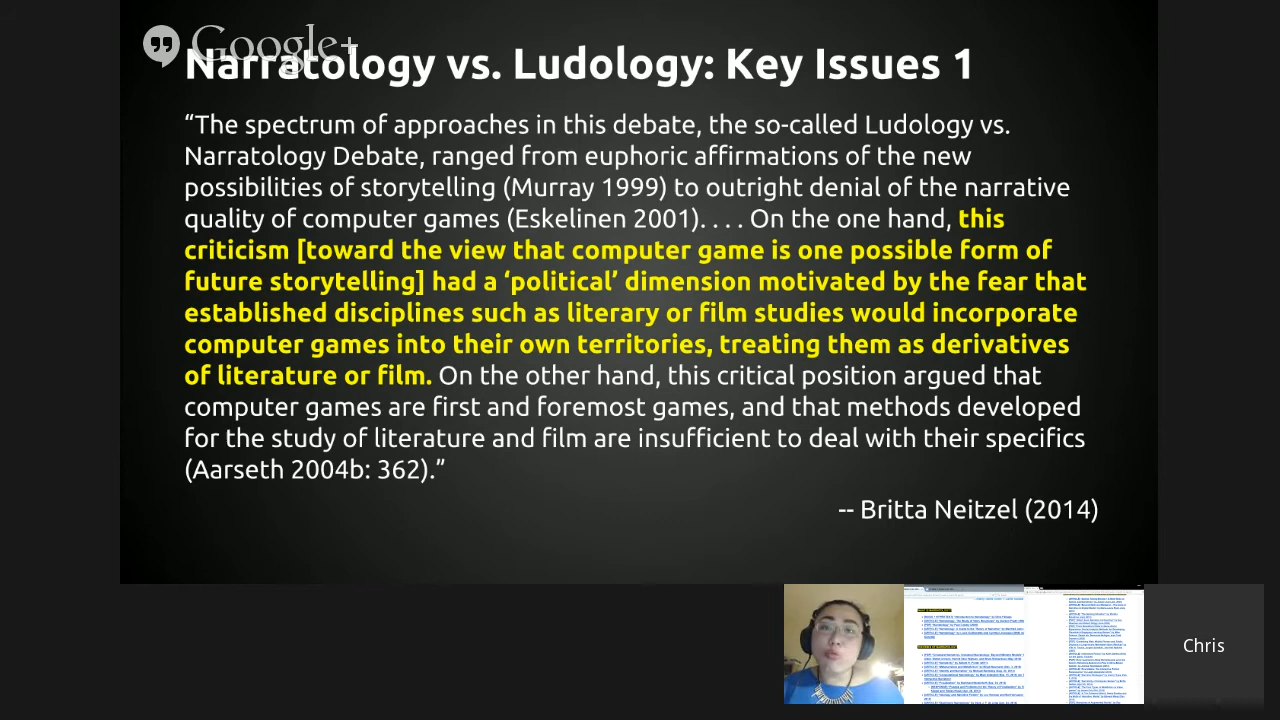 Google+
Narratology vs. Ludology: Key Issues 1
“The spectrum of approaches in this debate, the so-called Ludology vs.
Narratology Debate, ranged from euphoric affirmations of the new
possibilities of storytelling (Murray 1999) to outright denial of the narrative
quality of computer games (Eskelinen 2001). . . . On the one hand, this
criticism [toward the view that computer game is one possible form of
future storytelling] had a ‘political’ dimension motivated by the fear that
established disciplines such as literary or film studies would incorporate
computer games into their own territories, treating them as derivatives
of literature or film. On the other hand, this critical position argued that
computer games are first and foremost games, and that methods developed
for the study of literature and film are insufficient to deal with their specifics
(Aarseth 2004b: 362).”
-- Britta Neitzel (2014)
Chris